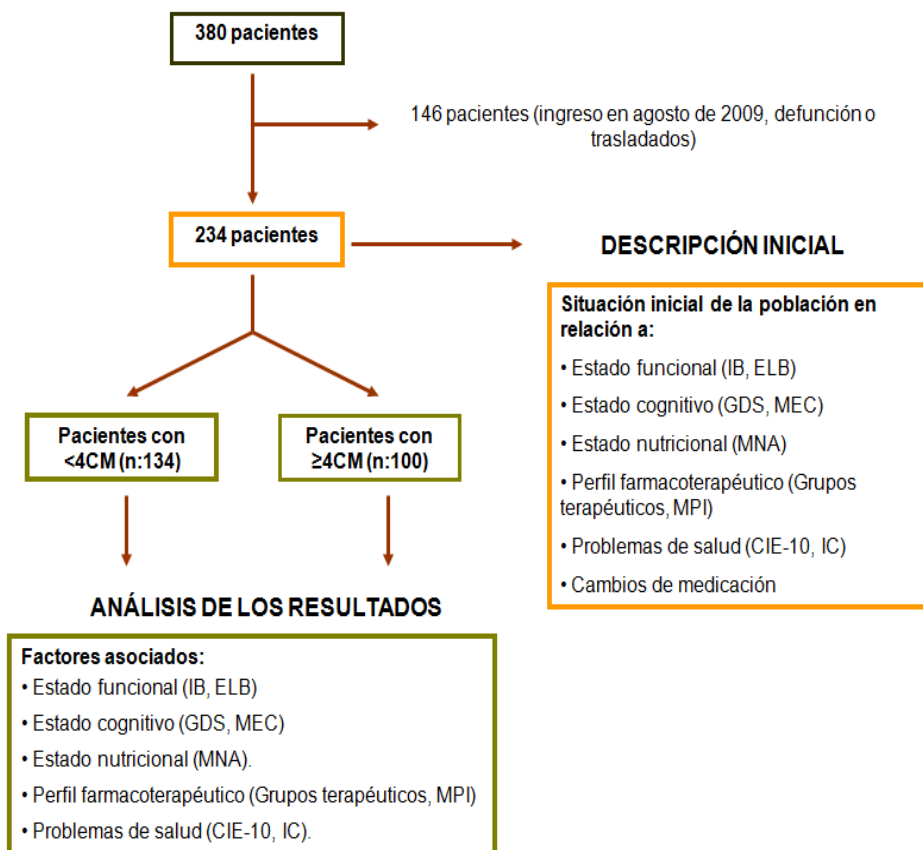 380 pacientes
146 pacientes (ingreso en agosto de 2009, defunción o
trasladados)
234 pacientes
DESCRIPCIÓN INICIAL
Situación inicial de la población en
relación a:
• Estado funcional (IB, ELB)
• Estado cognitivo (GDS, MEC)
• Estado nutricional (MNA)
• Perfil farmacoterapéutico (Grupos
terapéuticos, MPI)
• Problemas de salud (CIE-10, IC)
• Cambios de medicación
Pacientes con
<4CM (n:134)
Pacientes con
≥4CM (n:100)
ANÁLISIS DE LOS RESULTADOS
Factores asociados:
• Estado funcional (IB, ELB)
• Estado cognitivo (GDS, MEC)
• Estado nutricional (MNA).
• Perfil farmacoterapéutico (Grupos terapéuticos, MPI)
• Problemas de salud (CIE-10, IC).